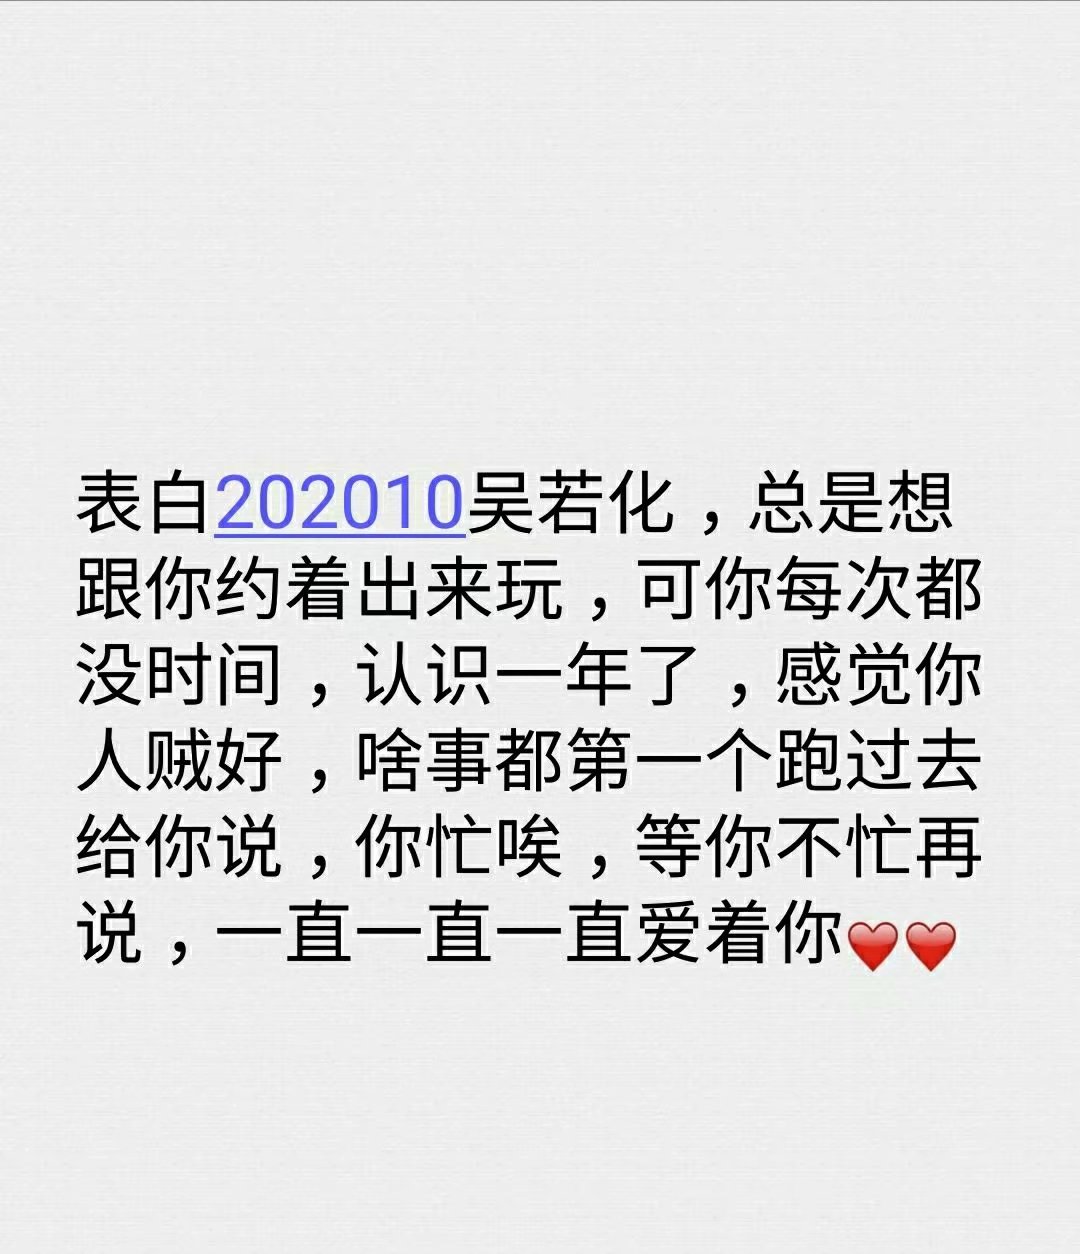 表白202010吴若化，总是想
跟你约着出来玩，可你每次都
没时间，认识一年了，感觉你
人贼好，啥事都第一个跑过去
给你说，你忙唉，等你不忙再
说，一直一直一直爱着你❤️❤️